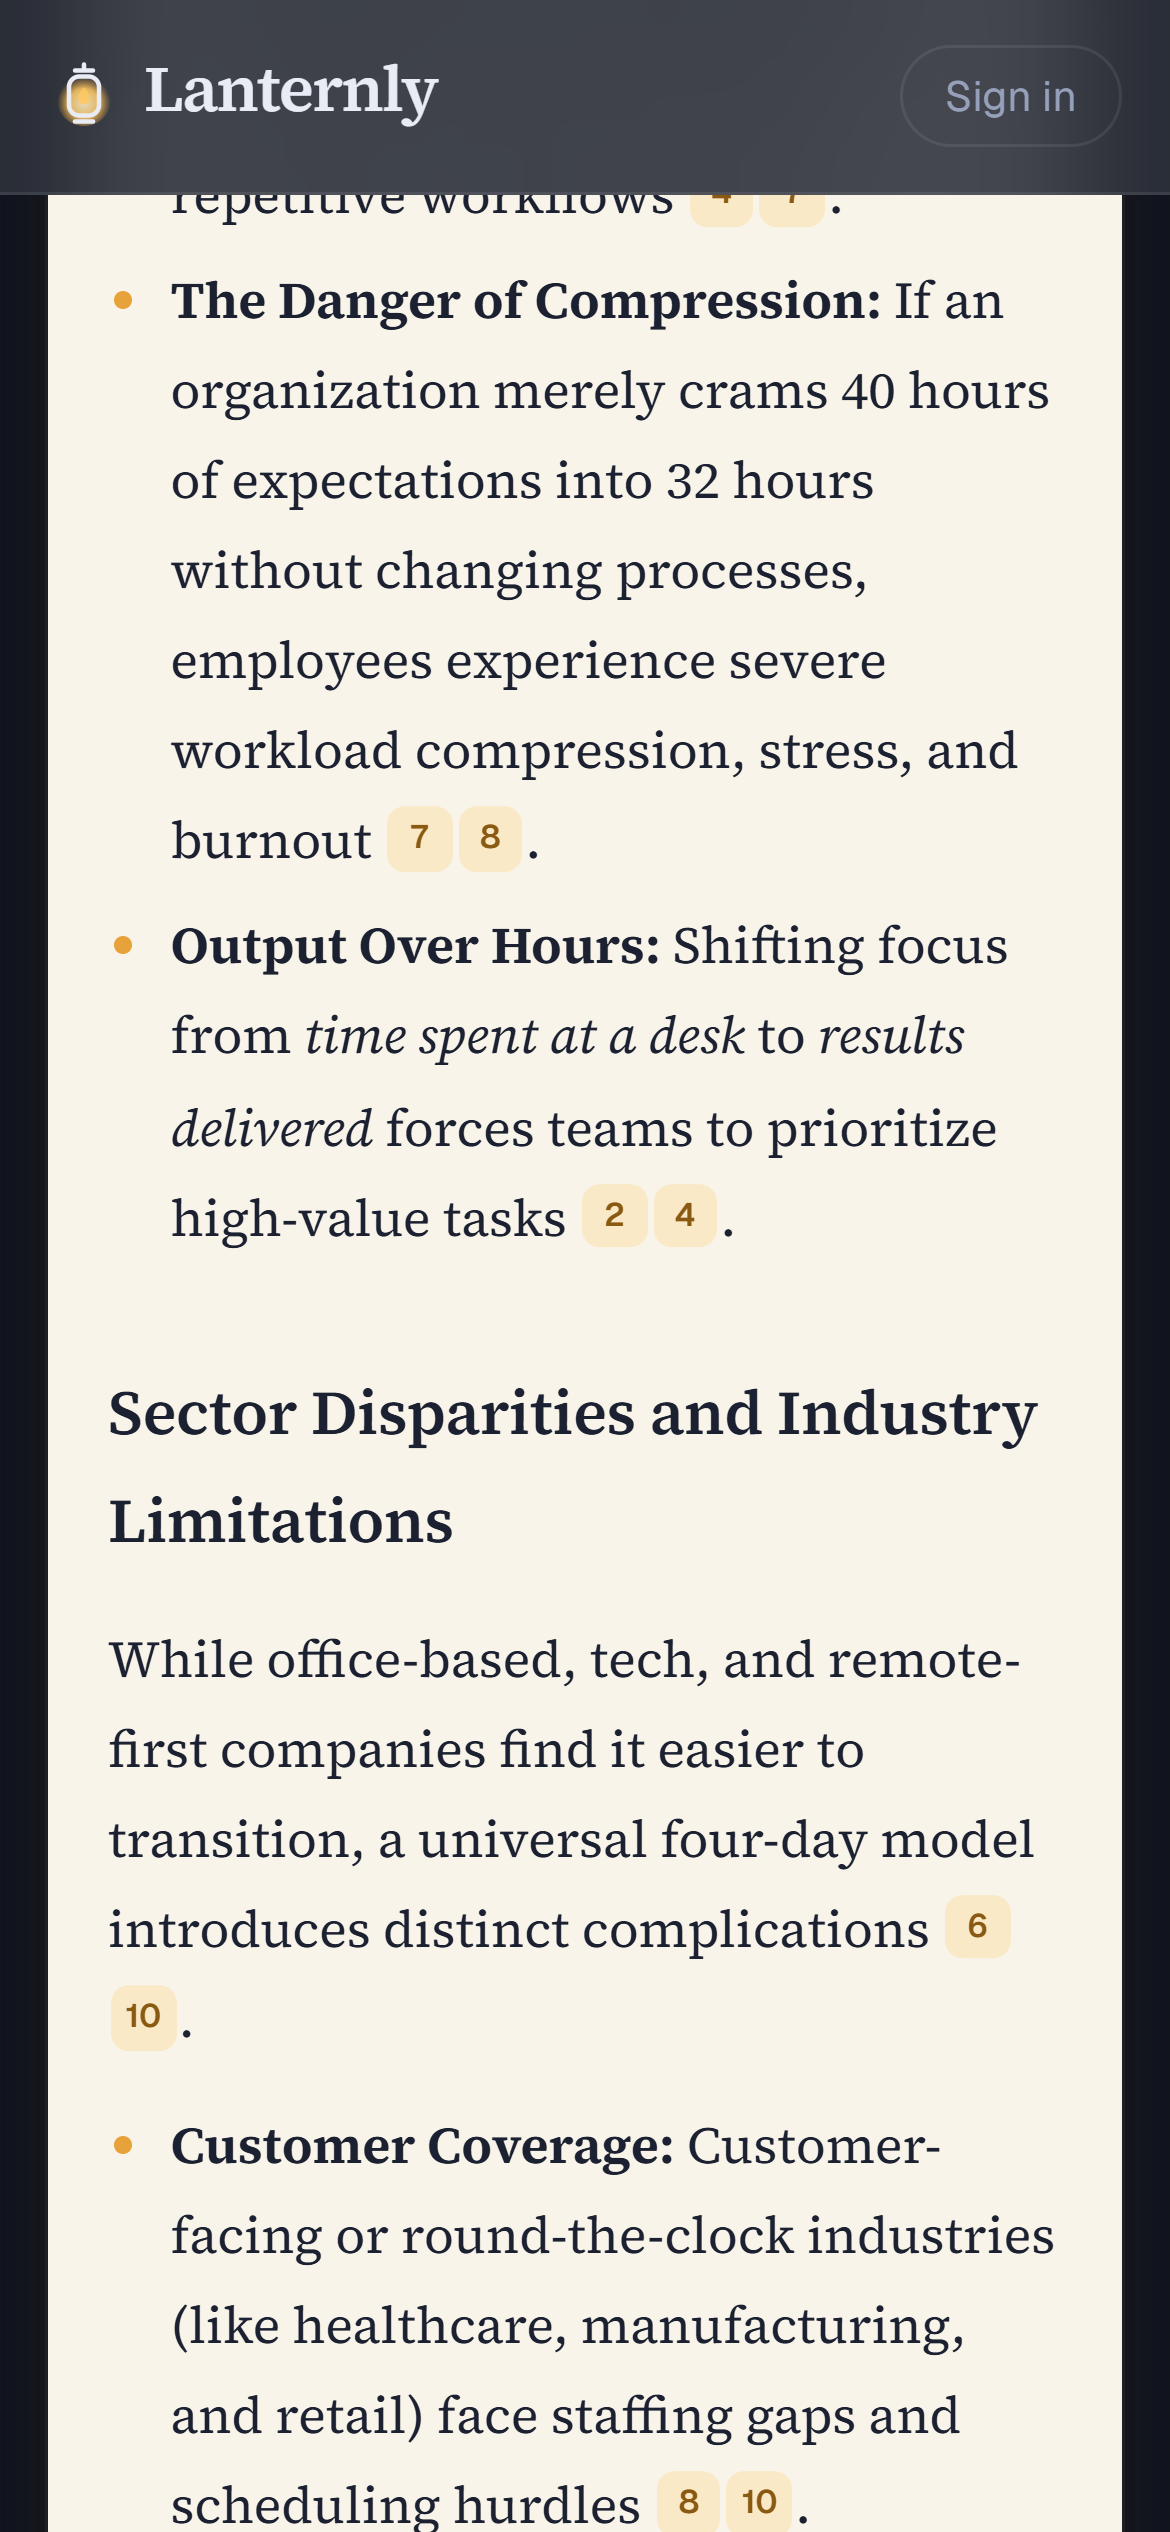 Lanternly
Sign in
repetitive workflows 4 7.
The Danger of Compression: If an
organization merely crams 40 hours
of expectations into 32 hours
without changing processes,
employees experience severe
workload compression, stress, and
burnout 7 8.
Output Over Hours: Shifting focus
from time spent at a desk to results
delivered forces teams to prioritize
high-value tasks 2 4.
Sector Disparities and Industry
Limitations
While office-based, tech, and remote-
first companies find it easier to
transition, a universal four-day model
introduces distinct complications 6
10.
Customer Coverage: Customer-
facing or round-the-clock industries
(like healthcare, manufacturing,
and retail) face staffing gaps and
scheduling hurdles 8 10.